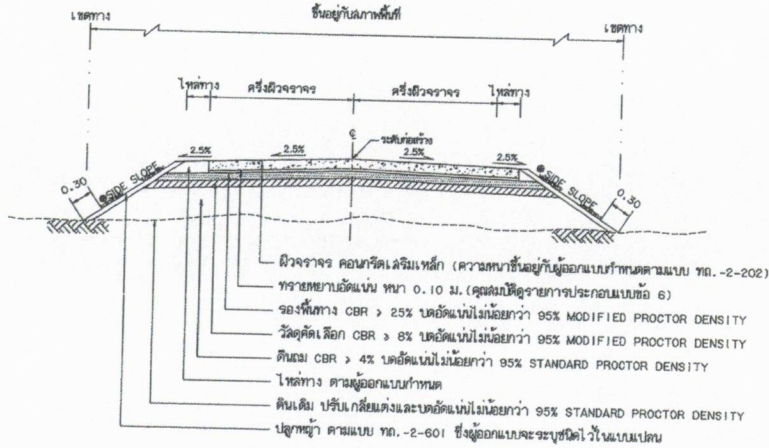 ขึ้นอยู่กับสภาพพื้นที่
เขตทาง
เขตทาง
ไหล่ทาง
ครึ่งผิวจราจร
ครึ่งผิวจราจร
ไหล่ทาง
ระดับก่อสร้าง
2.5%
2.5%
2.5%
2.5%
SIDE SLOPE
SIDE SLOPE
0.30
0.30
ผิวจราจร คอนกรีตเสริมเหล็ก (ความหนาขึ้นอยู่กับผู้ออกแบบกำหนดตามแบบ ทถ.-2-202)
ทรายหยาบอัดแน่น หนา 0.10 ม.(คุณสมบัติดูรายการประกอบแบบข้อ 6)
รองพื้นทาง CBR > 25% บดอัดแน่นไม่น้อยกว่า 95% MODIFIED PROCTOR DENSITY
วัสดุคัดเลือก CBR > 8% บดอัดแน่นไม่น้อยกว่า 95% MODIFIED PROCTOR DENSITY
ดินถม CBR > 4% บดอัดแน่นไม่น้อยกว่า 95% STANDARD PROCTOR DENSITY
ไหล่ทาง ตามผู้ออกแบบกำหนด
ดินเดิม ปรับเกลี่ยแต่งและบดอัดแน่นไม่น้อยกว่า 95% STANDARD PROCTOR DENSITY
ปลูกหญ้า ตามแบบ ทถ.-2-601 ซึ่งผู้ออกแบบจะระบุชนิดไว้ในแบบแปลน